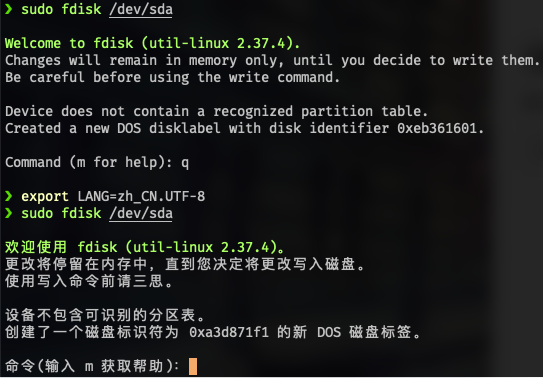 ❯ sudo fdisk /dev/sda
Welcome to fdisk (util-linux 2.37.4).
Changes will remain in memory only, until you decide to write them.
Be careful before using the write command.
Device does not contain a recognized partition table.
Created a new DOS disklabel with disk identifier 0xeb361601.
Command (m for help): q
❯ export LANG=zh_CN.UTF-8
❯ sudo fdisk /dev/sda
欢迎使用 fdisk (util-linux 2.37.4)。
更改将停留在内存中，直到您决定将更改写入磁盘。
使用写入命令前请三思。
设备不包含可识别的分区表。
创建了一个磁盘标识符为 0xa3d871f1 的新 DOS 磁盘标签。
命令(输入 m 获取帮助)：